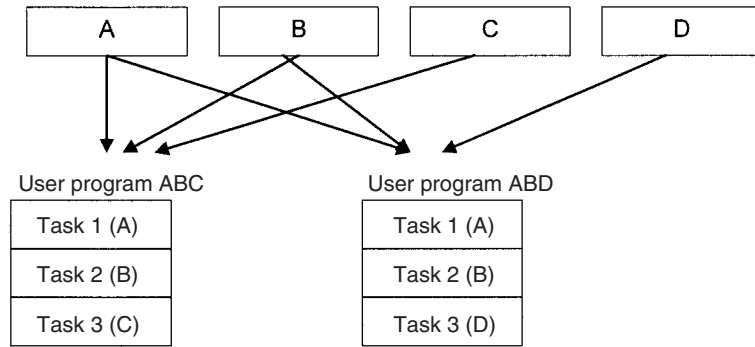 A B C D
User program ABC User program ABD
Task 1 (A) Task 1 (A)
Task 2 (B) Task 2 (B)
Task 3 (C) Task 3 (D)